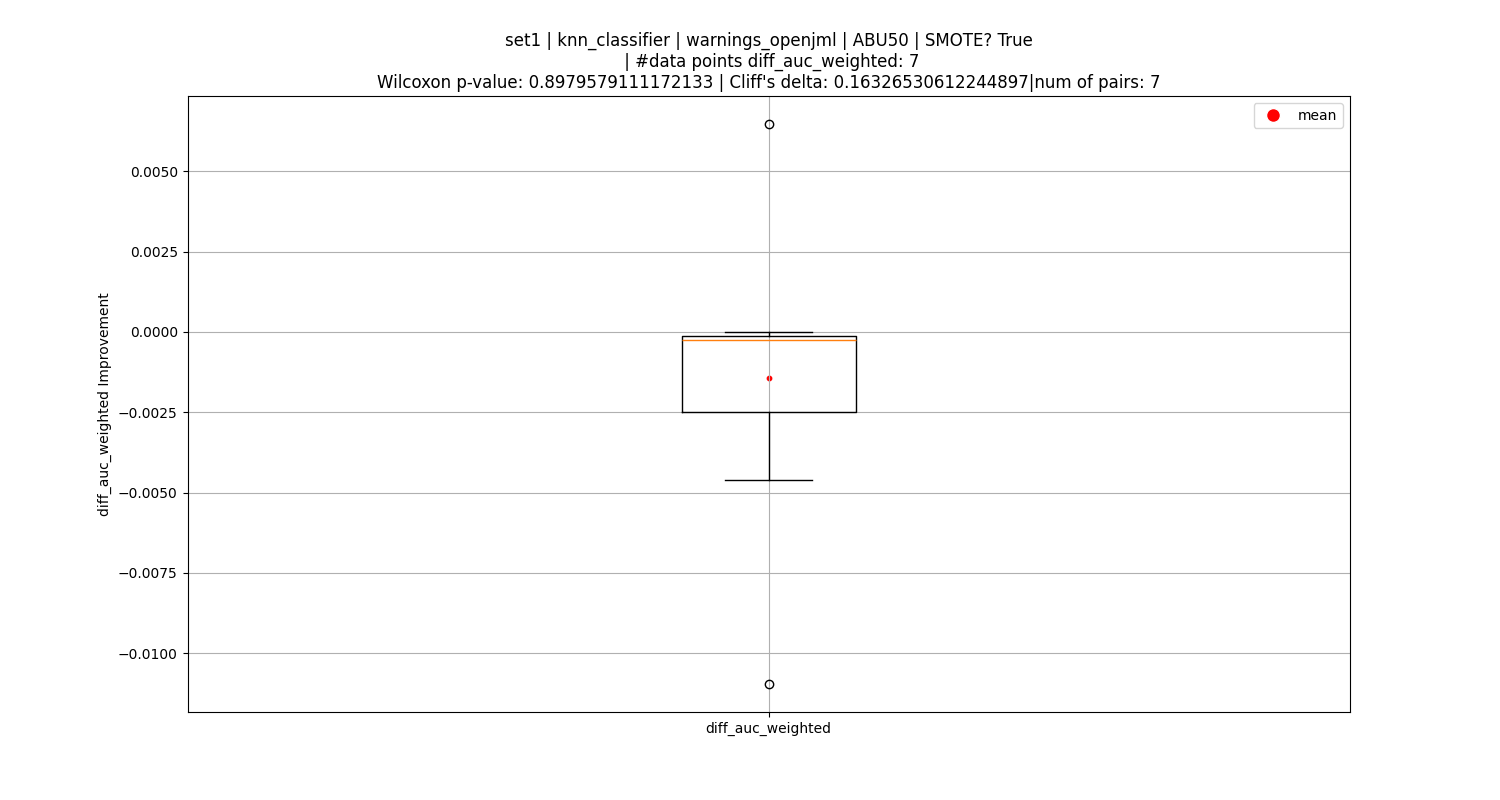 set1 | knn_classifier | warnings_openjml | ABU50 | SMOTE? True
| #data points diff_auc_weighted: 7
Wilcoxon p-value: 0.8979579111172133 | Cliff's delta: 0.16326530612244897|num of pairs: 7
mean
0.0050
0.0025
0.0000
−0.0025
−0.0050
−0.0075
−0.0100
diff_auc_weighted Improvement
diff_auc_weighted